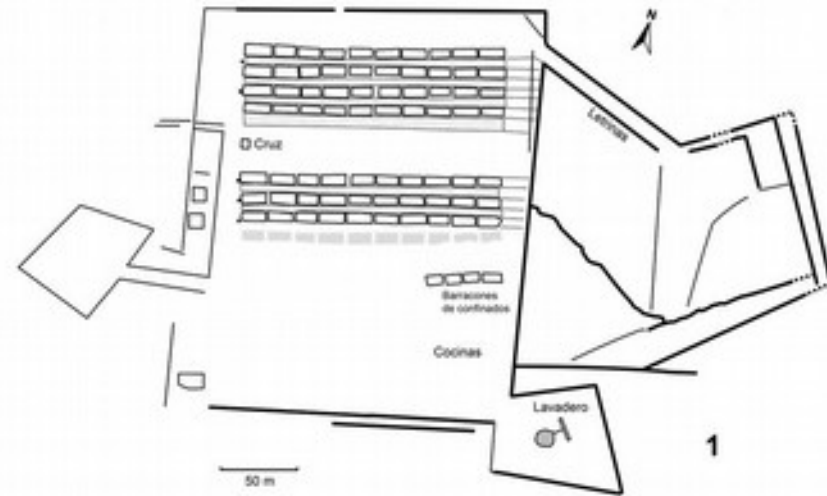 N
Letrinas
Cruz
Barracones
de confinados
Cocinas
Lavadero
1
50 m